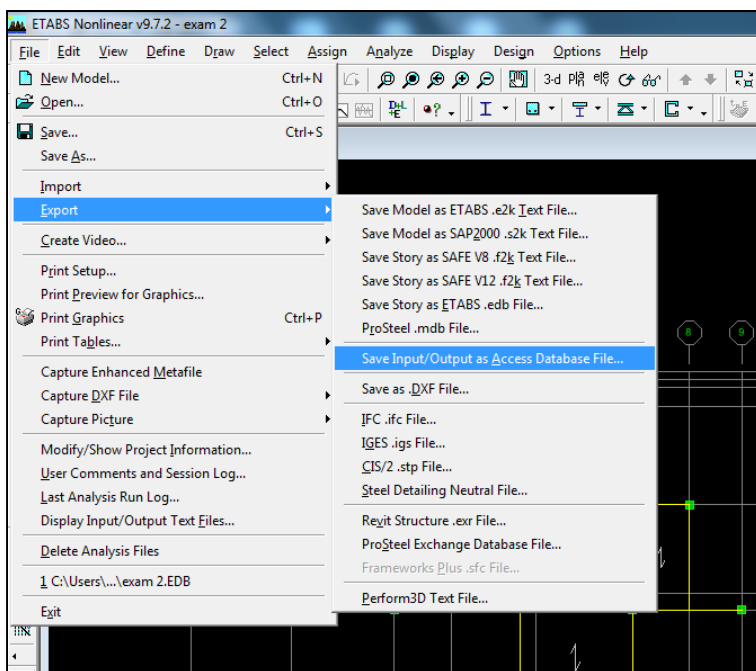 ETABS Nonlinear v9.7.2 - exam 2
File Edit View Define Draw Select Assign Analyze Display Design Options Help
New Model... Ctrl+N
3-d
Open... Ctrl+O
Save... Ctrl+S
Save As...
Import
Export
Create Video...
Print Setup...
Print Preview for Graphics...
Print Graphics Ctrl+P
Print Tables...
Capture Enhanced Metafile
Capture DXF File
Capture Picture
Modify/Show Project Information...
User Comments and Session Log...
Last Analysis Run Log...
Display Input/Output Text Files...
Delete Analysis Files
1 C:\Users\...\exam 2.EDB
Exit
Save Model as ETABS .e2k Text File...
Save Model as SAP2000 .s2k Text File...
Save Story as SAFE V8 .f2k Text File...
Save Story as SAFE V12 .f2k Text File...
Save Story as ETABS .edb File...
ProSteel .mdb File...
Save Input/Output as Access Database File...
Save as .DXF File...
IFC .ifc File...
IGES .igs File...
CIS/2 .stp File...
Steel Detailing Neutral File...
Revit Structure .exr File...
ProSteel Exchange Database File...
Frameworks Plus .sfc File...
Perform3D Text File...
8 9